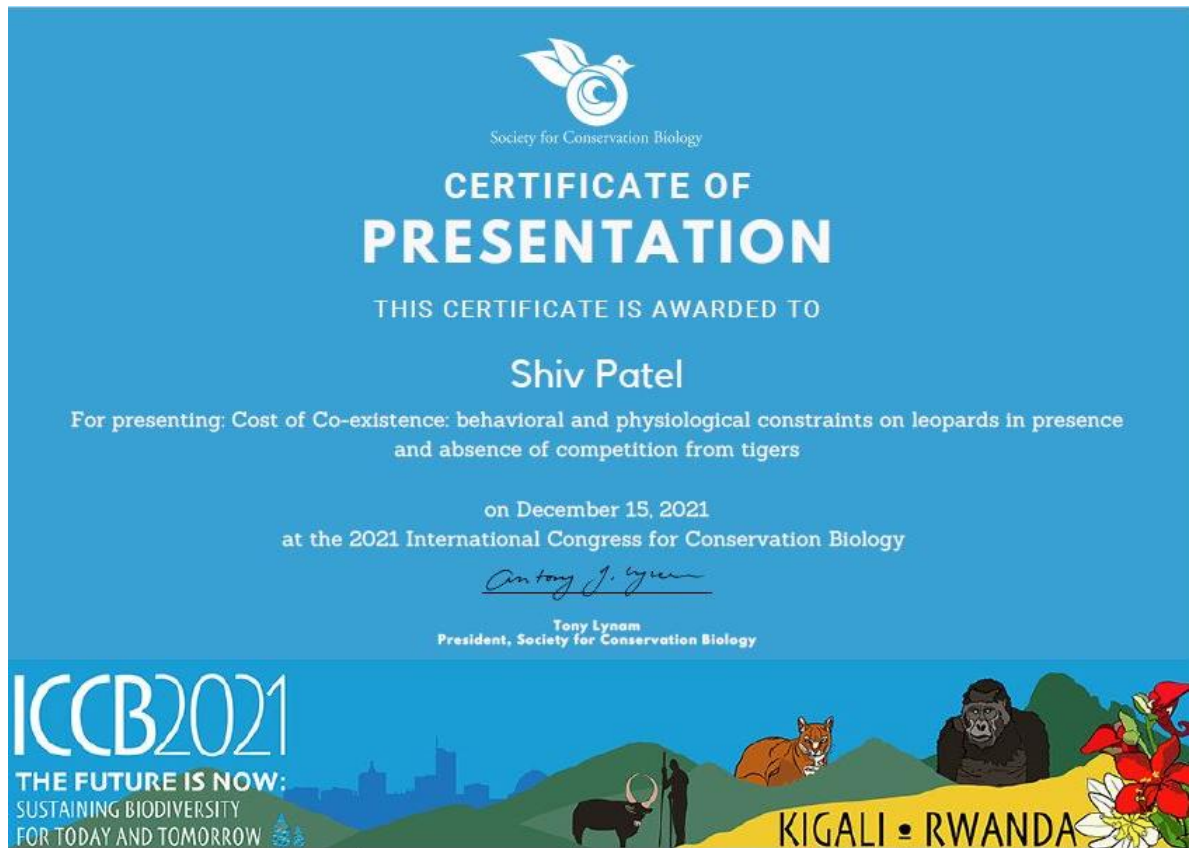 Society for Conservation Biology
CERTIFICATE OF
PRESENTATION
THIS CERTIFICATE IS AWARDED TO
Shiv Patel
For presenting: Cost of Co-existence: behavioral and physiological constraints on leopards in presence
and absence of competition from tigers
on December 15, 2021
at the 2021 International Congress for Conservation Biology
Antony J. Lynam
Tony Lynam
President, Society for Conservation Biology
ICCB2021
THE FUTURE IS NOW:
SUSTAINING BIODIVERSITY
FOR TODAY AND TOMORROW
KIGALI • RWANDA